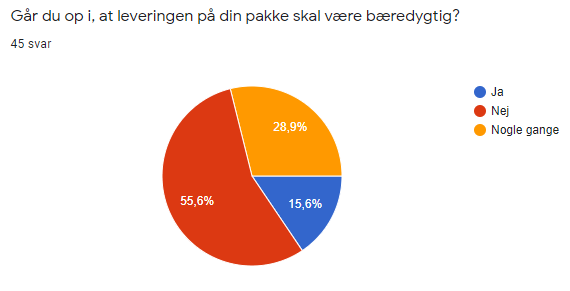 Går du op i, at leveringen på din pakke skal være bæredygtig?
45 svar
Ja
Nej
Nogle gange
28,9%
55,6%
15,6%